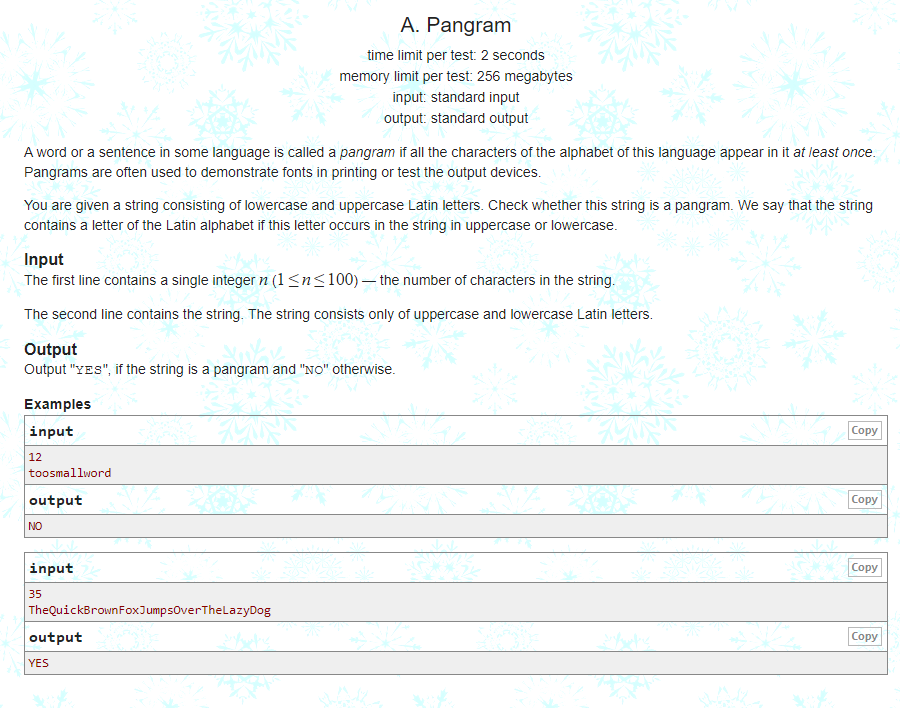 A. Pangram
time limit per test: 2 seconds
memory limit per test: 256 megabytes
input: standard input
output: standard output
A word or a sentence in some language is called a pangram if all the characters of the alphabet of this language appear in it at least once.
Pangrams are often used to demonstrate fonts in printing or test the output devices.
You are given a string consisting of lowercase and uppercase Latin letters. Check whether this string is a pangram. We say that the string
contains a letter of the Latin alphabet if this letter occurs in the string in uppercase or lowercase.
Input
The first line contains a single integer n (1 ≤ n ≤ 100) — the number of characters in the string.
The second line contains the string. The string consists only of uppercase and lowercase Latin letters.
Output
Output "YES", if the string is a pangram and "NO" otherwise.
Examples
input Copy
12
toosmallword
output Copy
NO
input Copy
35
TheQuickBrownFoxJumpsOverTheLazyDog
output Copy
YES